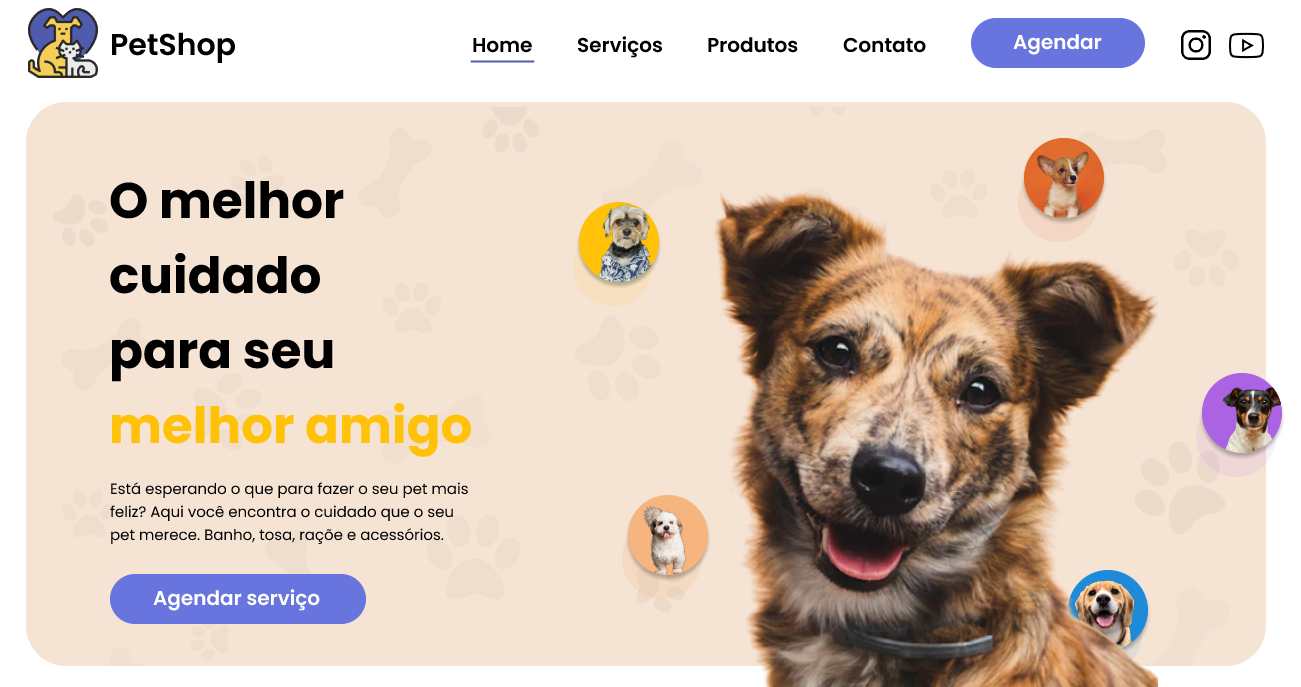 PetShop
Home
Serviços
Produtos
Contato
Agendar
O melhor
cuidado
para seu
melhor amigo
Está esperando o que para fazer o seu pet mais
feliz? Aqui você encontra o cuidado que o seu
pet merece. Banho, tosa, raçõe e acessórios.
Agendar serviço